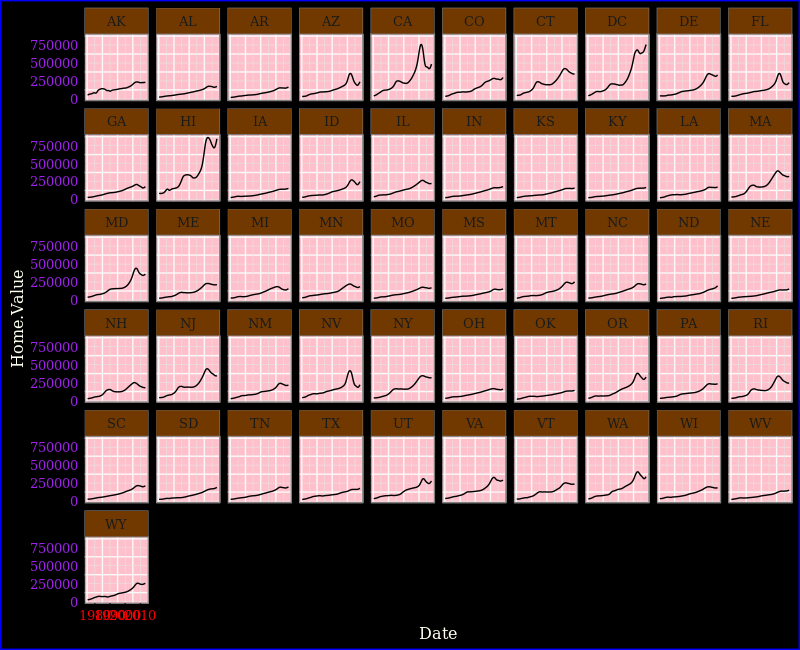 AK AL AR AZ CA CO CT DC DE FL
750000
500000
250000
0
GA HI IA ID IL IN KS KY LA MA
750000
500000
250000
0
MD ME MI MN MO MS MT NC ND NE
750000
500000
250000
0
NH NJ NM NV NY OH OK OR PA RI
750000
500000
250000
0
SC SD TN TX UT VA VT WA WI WV
750000
500000
250000
0
WY
750000
500000
250000
0
1980 1990 2000 2010
Date
Home.Value